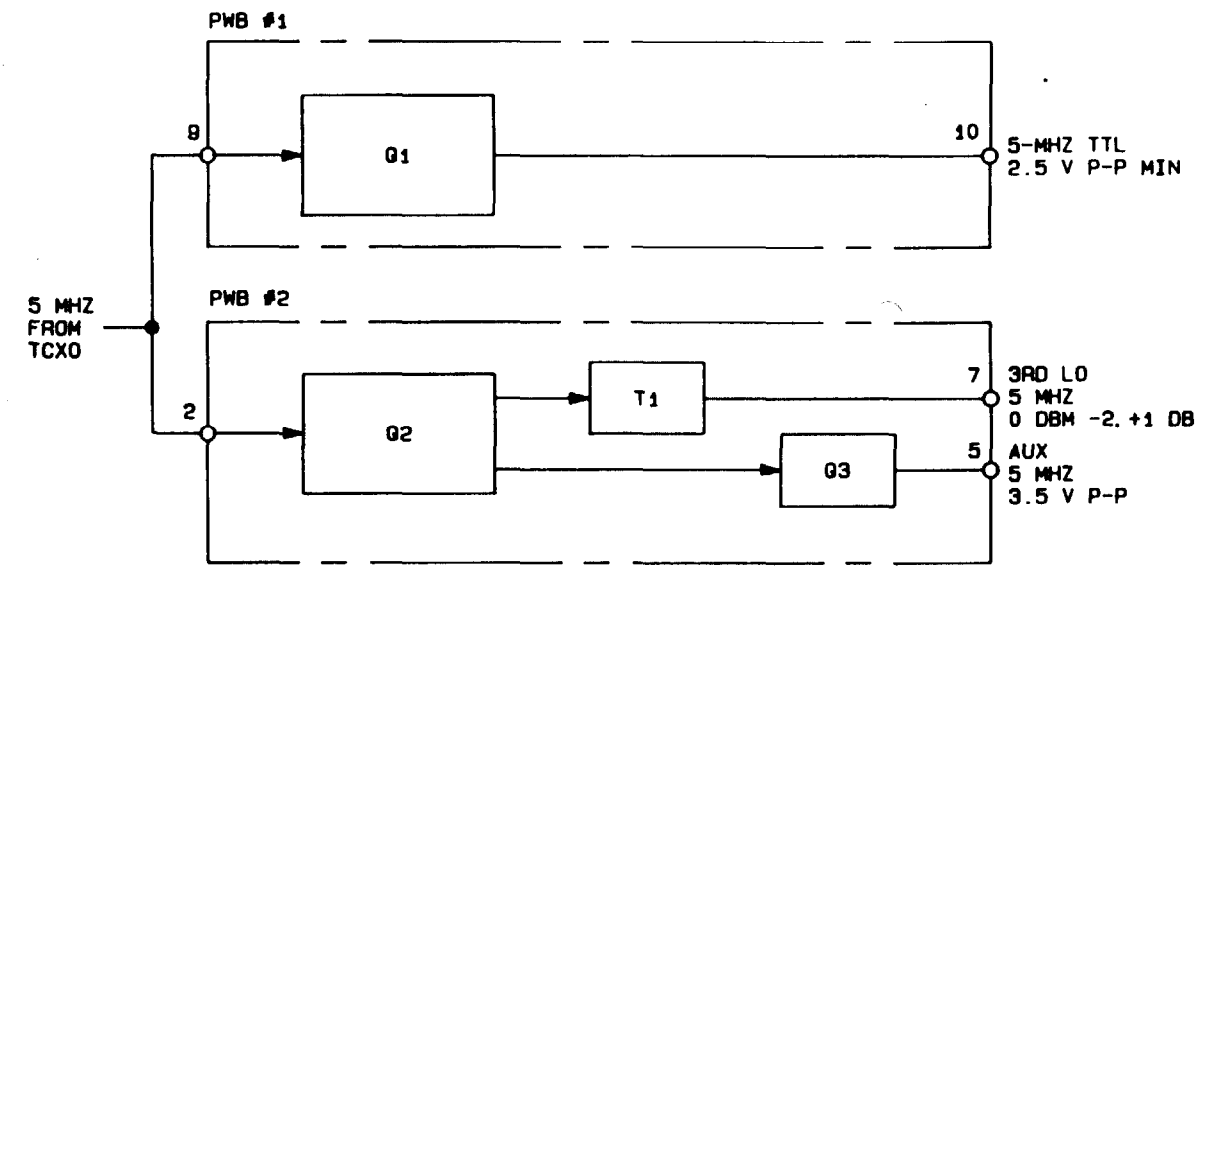 PWB #1
9
Q1
10
5-MHZ TTL
2.5 V P-P MIN
5 MHZ
FROM
TCXO
PWB #2
2
Q2
T1
7
3RD LO
5 MHZ
0 DBM -2, +1 DB
Q3
5
AUX
5 MHZ
3.5 V P-P